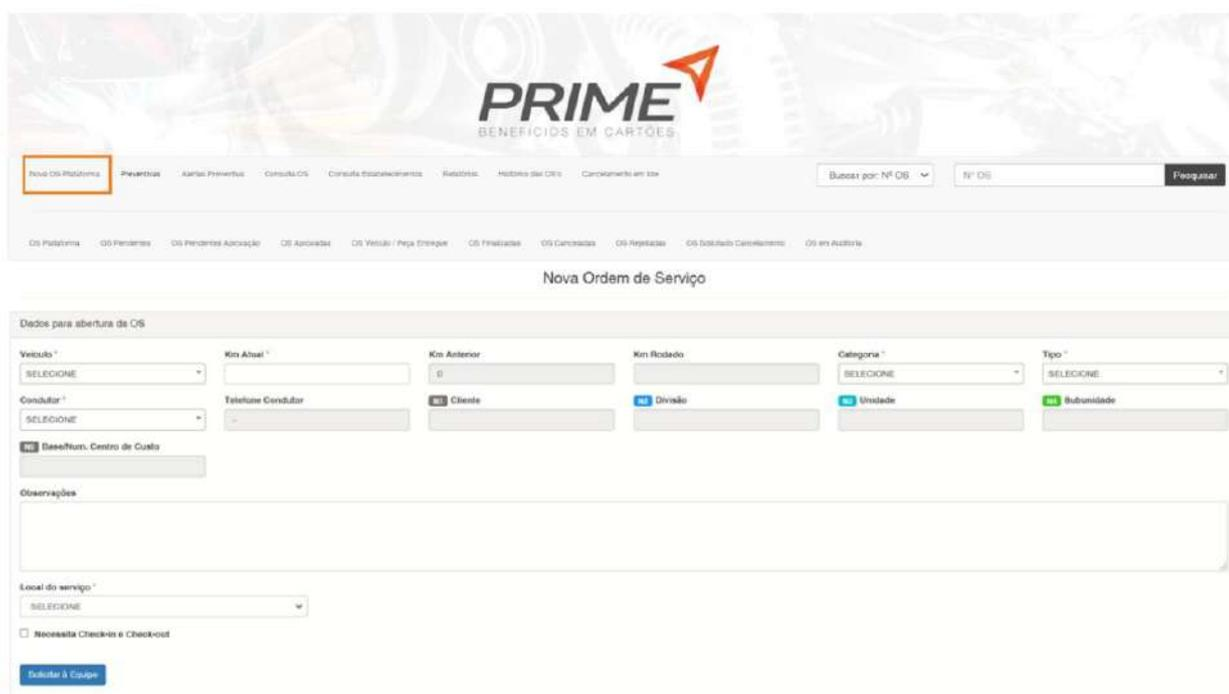 PRIME
BENEFÍCIOS EM CARTÕES
Nova OS Plataforma Preventivas Alertas Preventivo Consulta OS Consulta Estabelecimentos Relatórios Histórico das OS's Cancelamento em lote Buscar por: Nº OS Nº OS Pesquisar
OS Plataforma OS Pendentes OS Pendentes Aprovação OS Aprovadas OS Veículo / Peça Entregue OS Finalizadas OS Canceladas OS Rejeitadas OS Solicitado Cancelamento OS em Auditoria
Nova Ordem de Serviço
Dados para abertura da OS
Veículo * Km Atual * Km Anterior Km Rodado Categoria * Tipo *
SELECIONE 0 SELECIONE SELECIONE
Condutor * Telefone Condutor N1 Cliente N2 Divisão N3 Unidade N4 Subunidade
SELECIONE --
N5 Base/Num. Centro de Custo
Observações
Local do serviço *
SELECIONE
Necessita Check-in e Check-out
Solicitar à Equipe